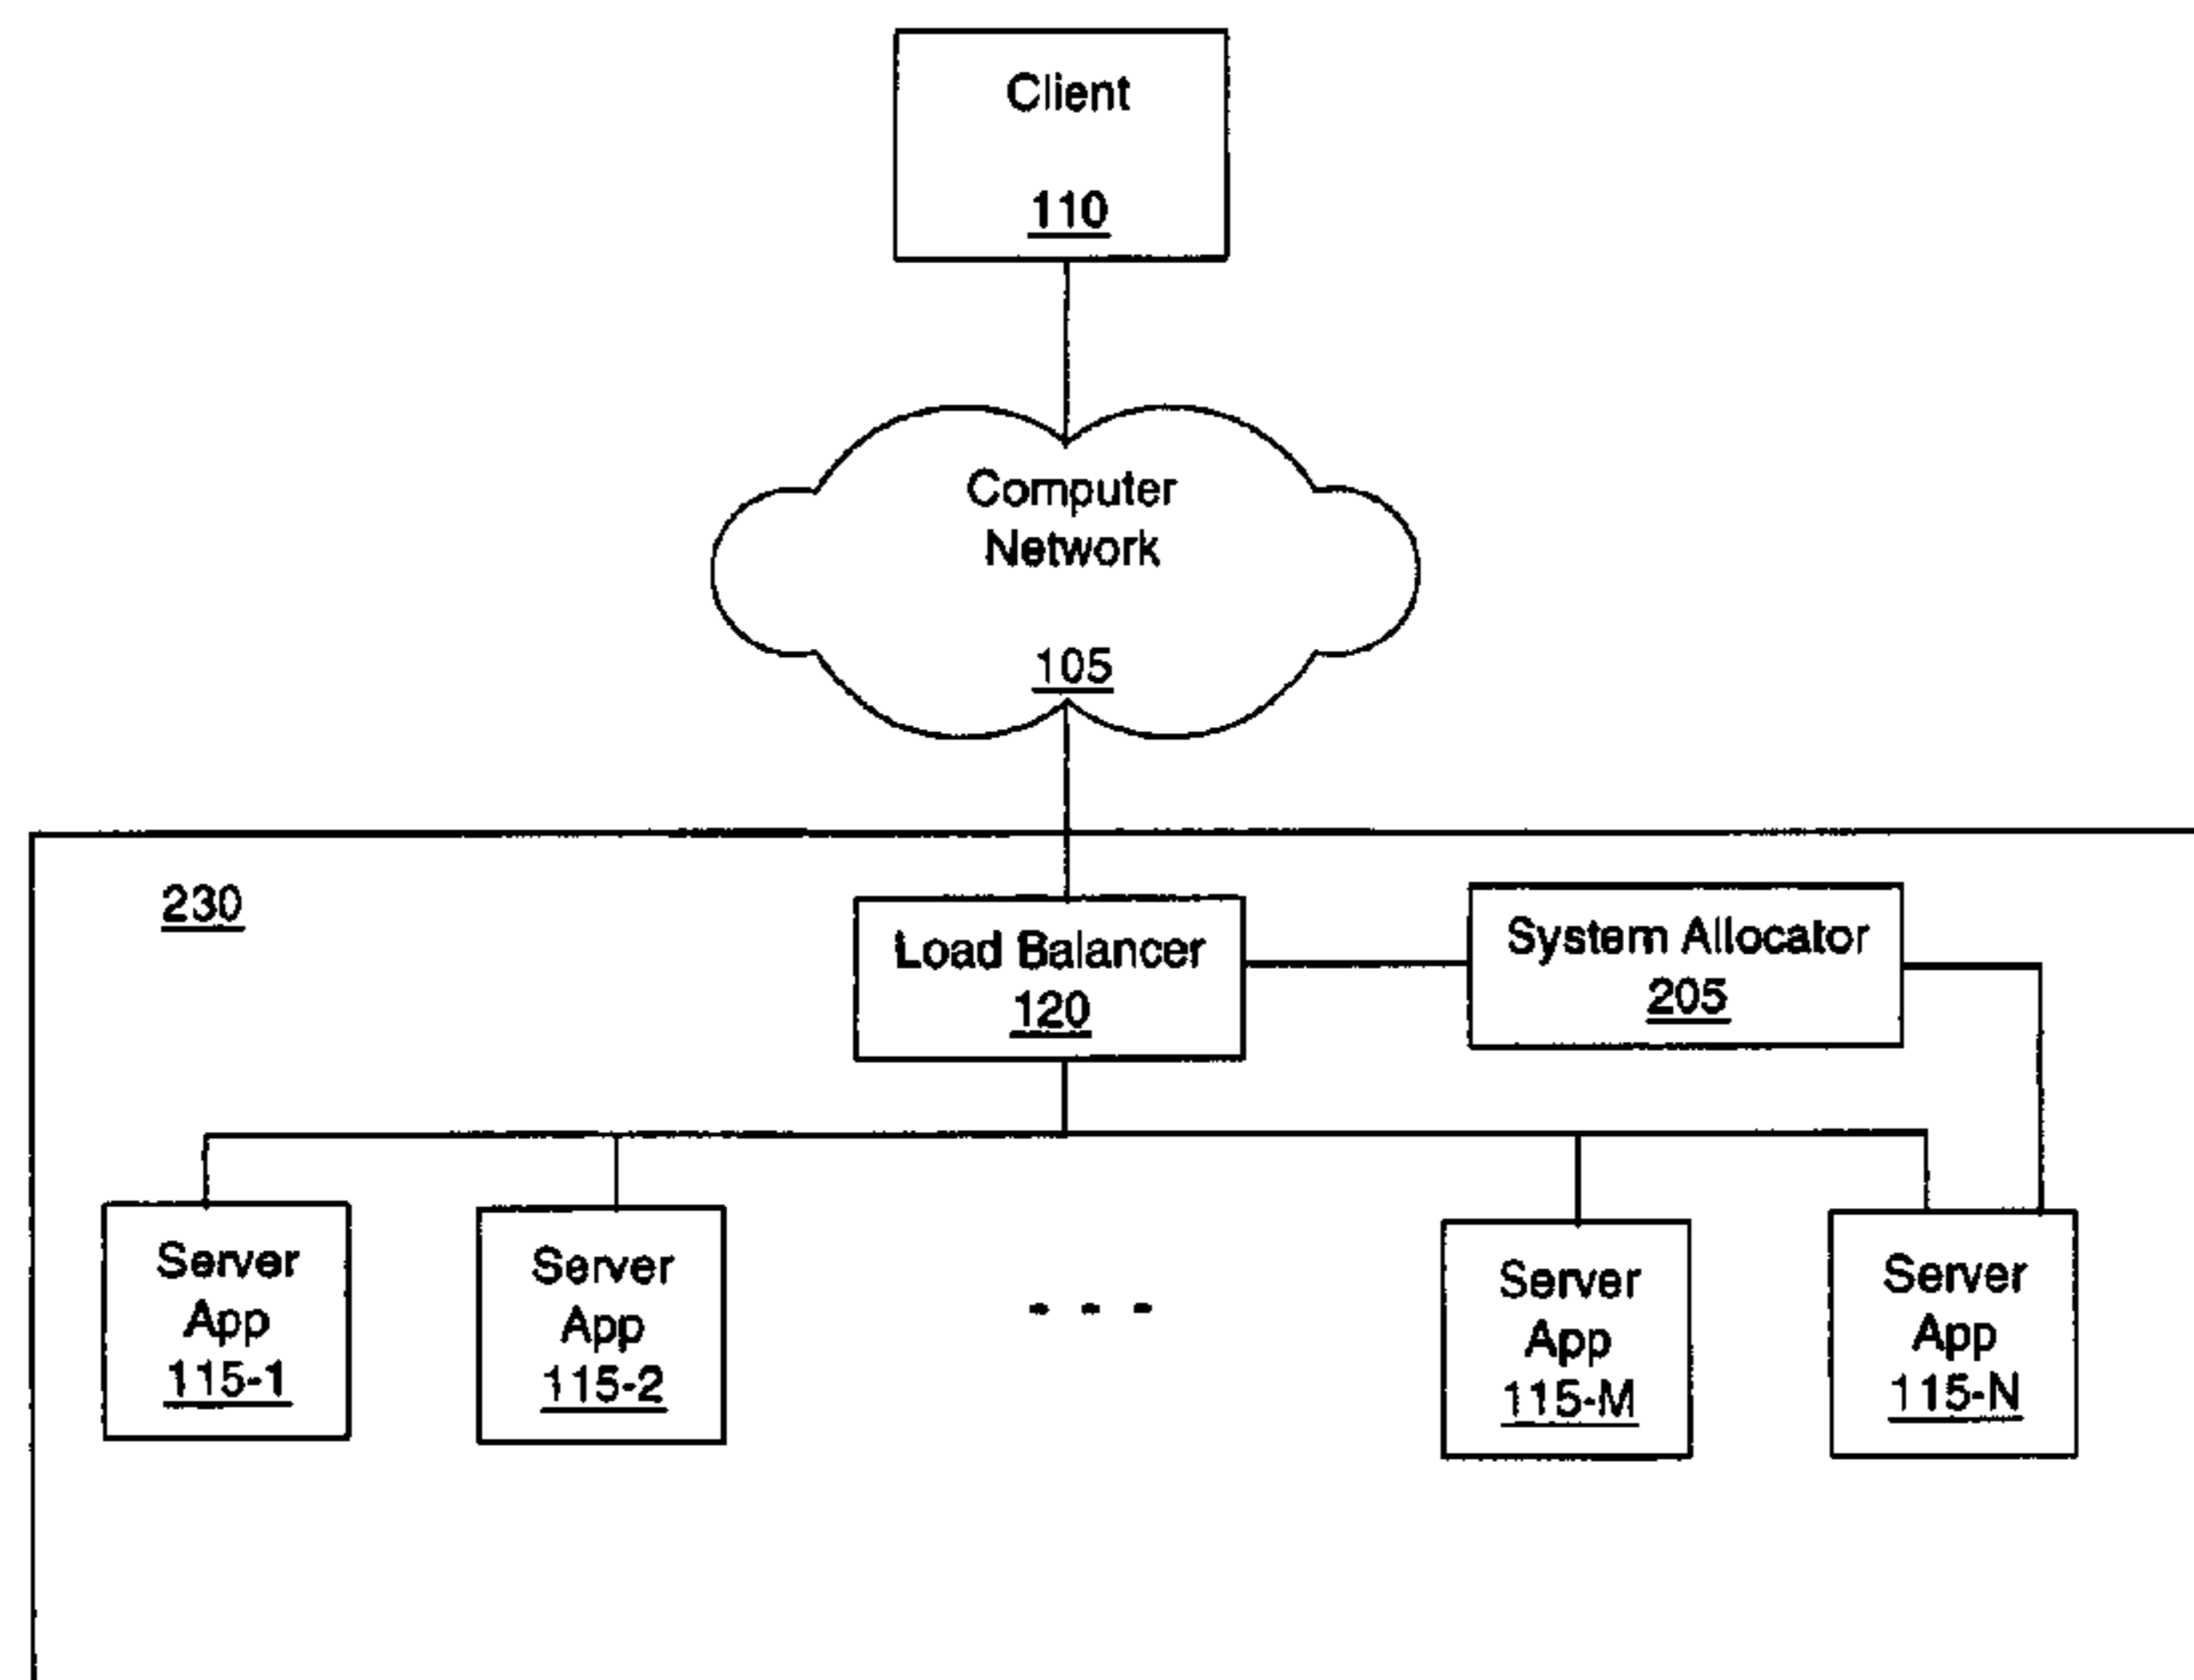 Client
110
Computer
Network
105
230
Load Balancer
120
System Allocator
205
Server
App
115-1
Server
App
115-2
Server
App
115-M
Server
App
115-N